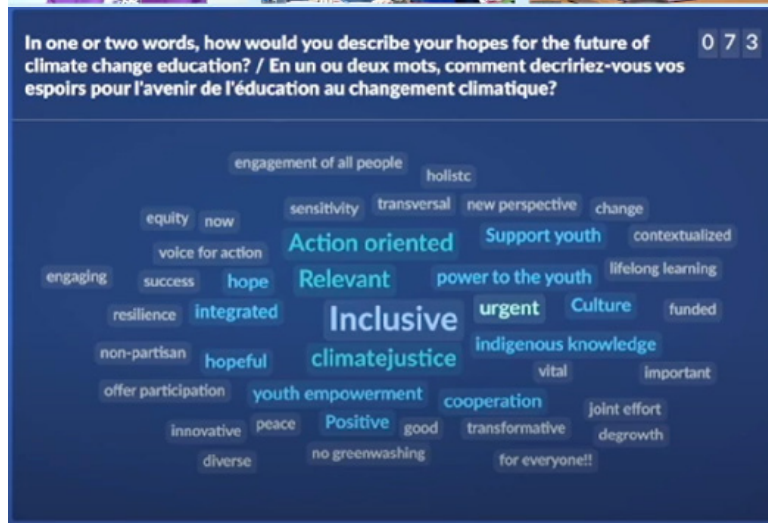 In one or two words, how would you describe your hopes for the future of
climate change education? / En un ou deux mots, comment decririez-vous vos
espoirs pour l'avenir de l'éducation au changement climatique?
0 7 3
engagement of all people
holistc
sensitivity transversal new perspective change
equity now
Action oriented Support youth contextualized
voice for action
engaging success hope Relevant power to the youth lifelong learning
resilience integrated Inclusive urgent Culture funded
non-partisan hopeful climatejustice indigenous knowledge
vital important
offer participation youth empowerment cooperation joint effort
innovative peace Positive good transformative degrowth
diverse no greenwashing for everyone!!